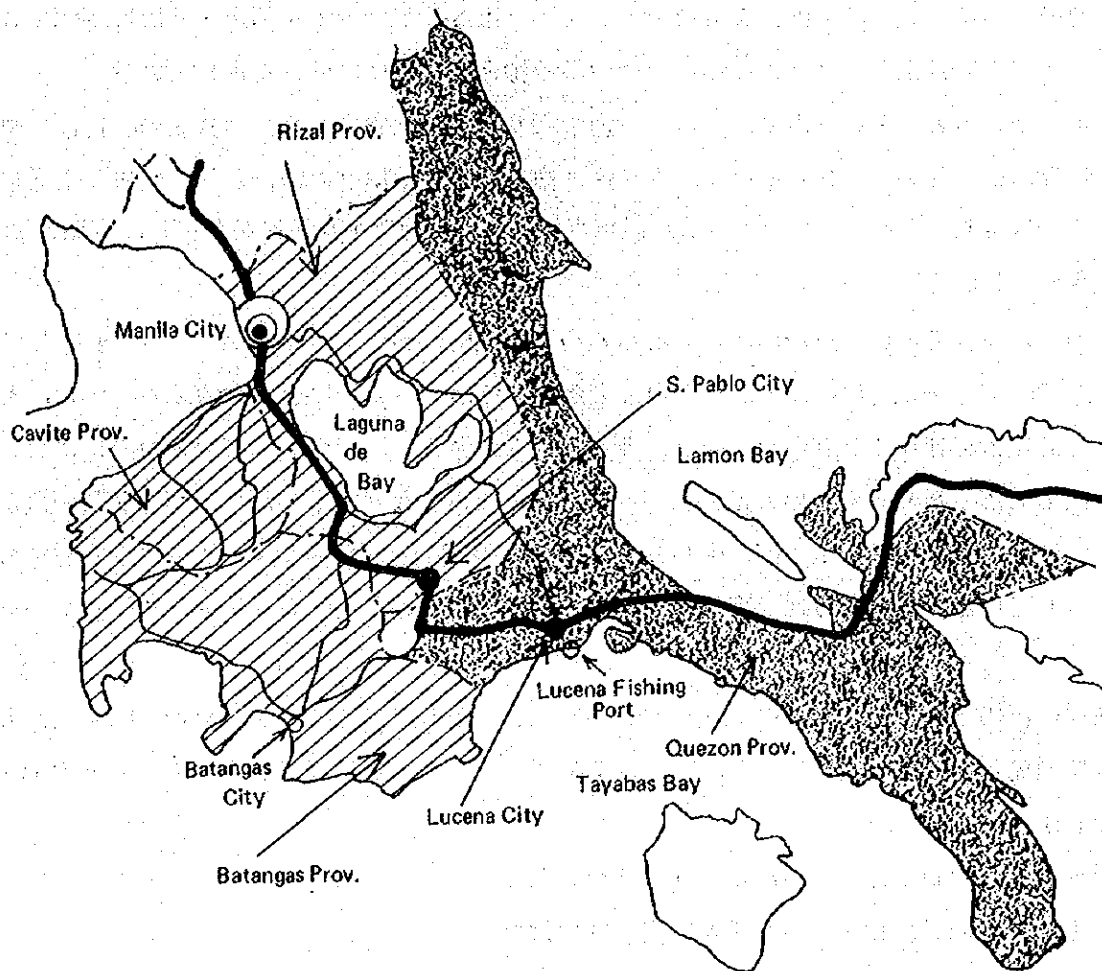 Rizal Prov.
Manila City
S. Pablo City
Cavite Prov.
Laguna
de
Bay
Lamon Bay
Lucena Fishing
Port
Quezon Prov.
Batangas
City
Tayabas Bay
Lucena City
Batangas Prov.